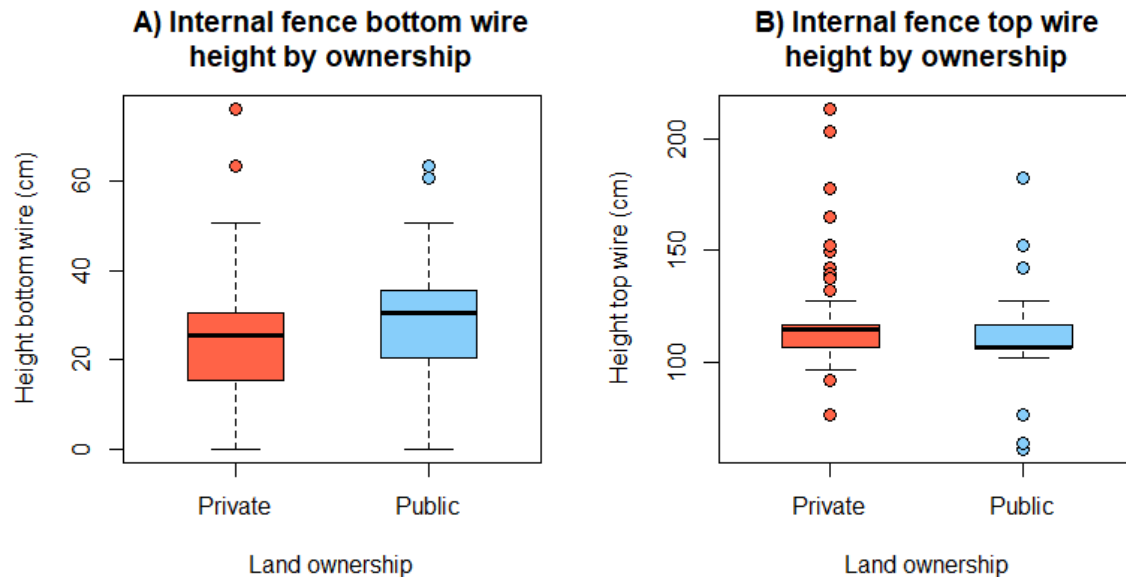 A) Internal fence bottom wire
height by ownership
Height bottom wire (cm)
60
40
20
0
Private Public
Land ownership
B) Internal fence top wire
height by ownership
Height top wire (cm)
200
150
100
Private Public
Land ownership